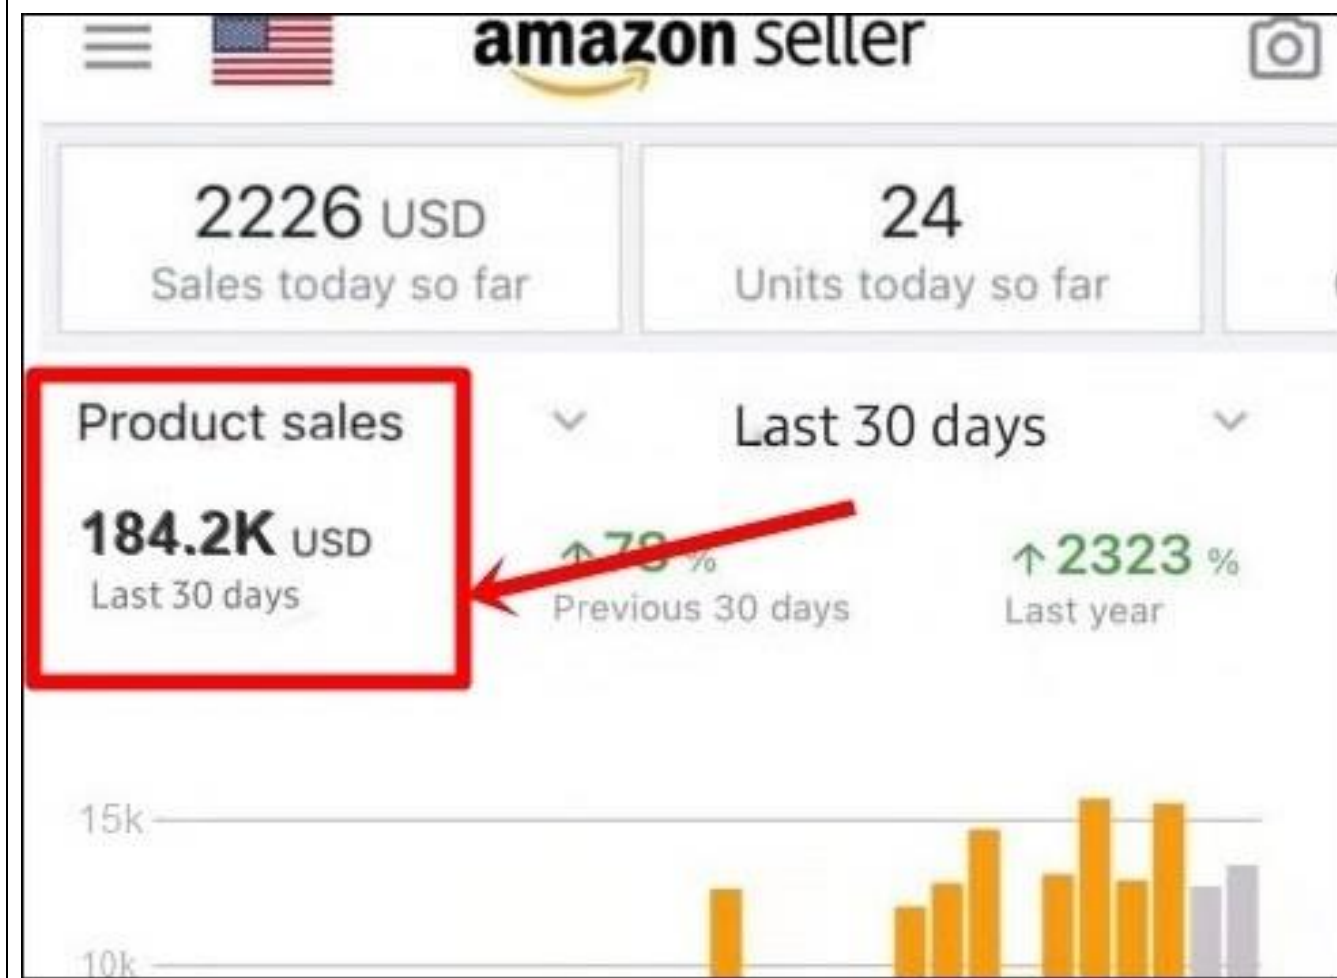 amazon seller
2226 USD
Sales today so far
24
Units today so far
Product sales
Last 30 days
184.2K USD
Last 30 days
↑ 78 %
Previous 30 days
↑ 2323 %
Last year
15k
10k